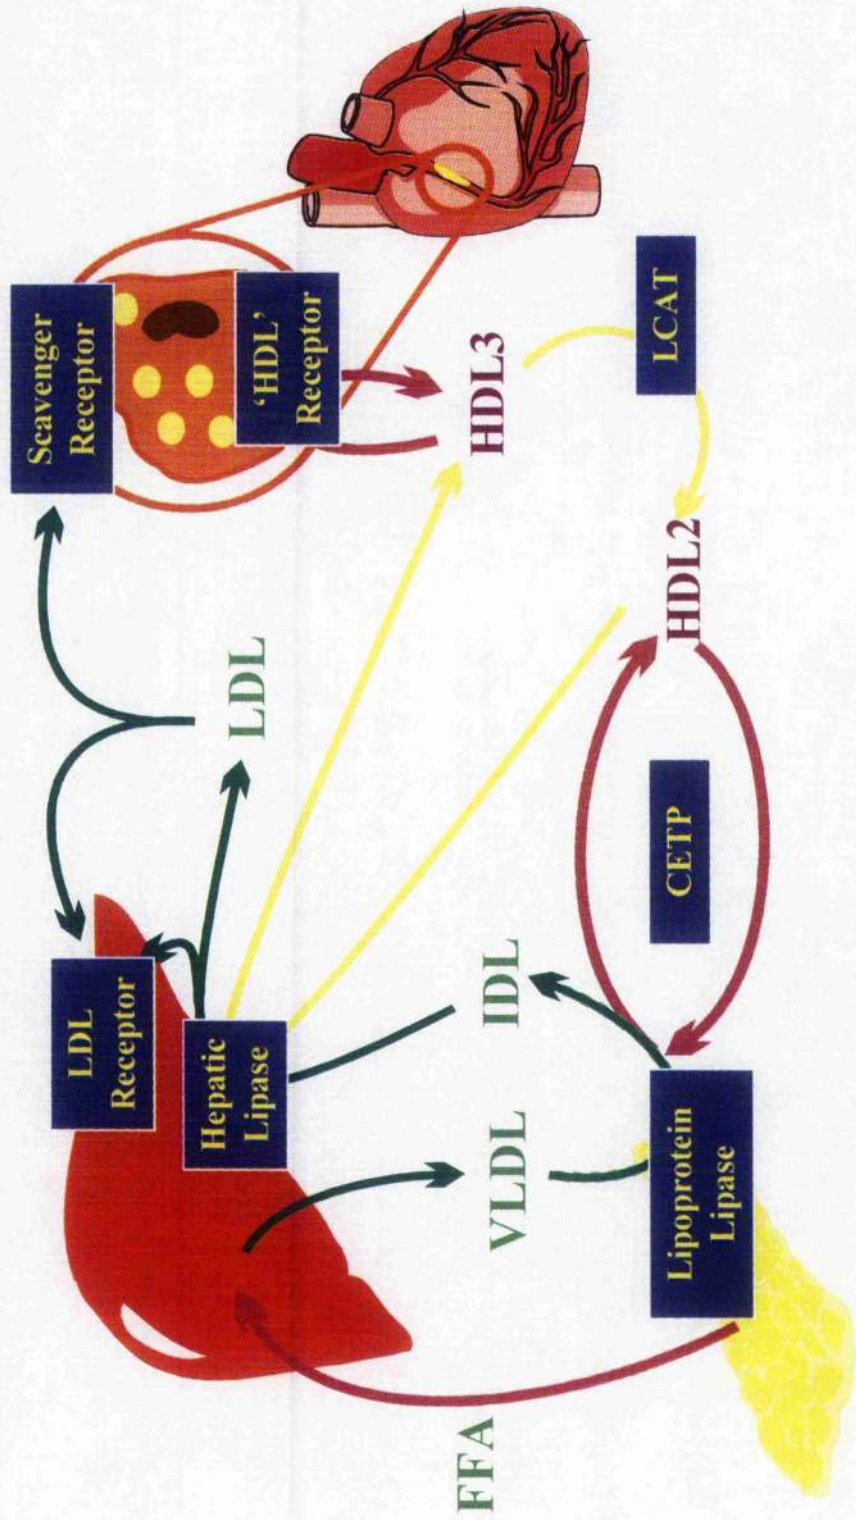 Scavenger
Receptor
LDL
Receptor
'HDL'
Receptor
Hepatic
Lipase
LDL
HDL3
VLDL
IDL
FFA
LCAT
HDL2
CETP
Lipoprotein
Lipase